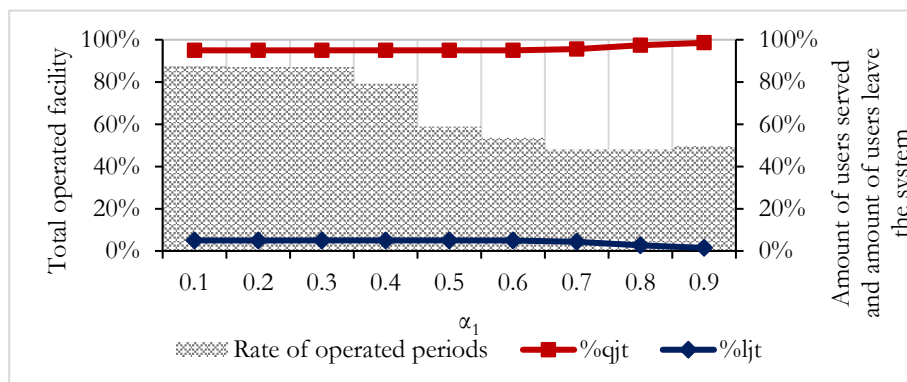 Total operated facility
100%
80%
60%
40%
20%
0%
100%
80%
60%
40%
20%
0%
Amount of users served
and amount of users leave
the system
0.1 0.2 0.3 0.4 0.5 0.6 0.7 0.8 0.9
α1
Rate of operated periods %qjt %ljt